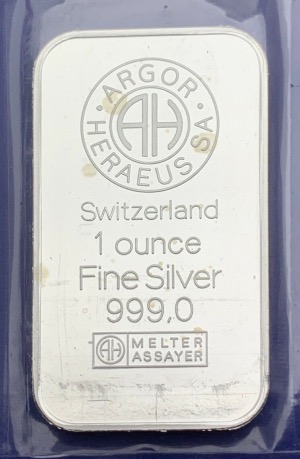 · ARGOR ·
HERAEUS SA
AH
Switzerland
1 ounce
Fine Silver
999,0
AH MELTER
ASSAYER